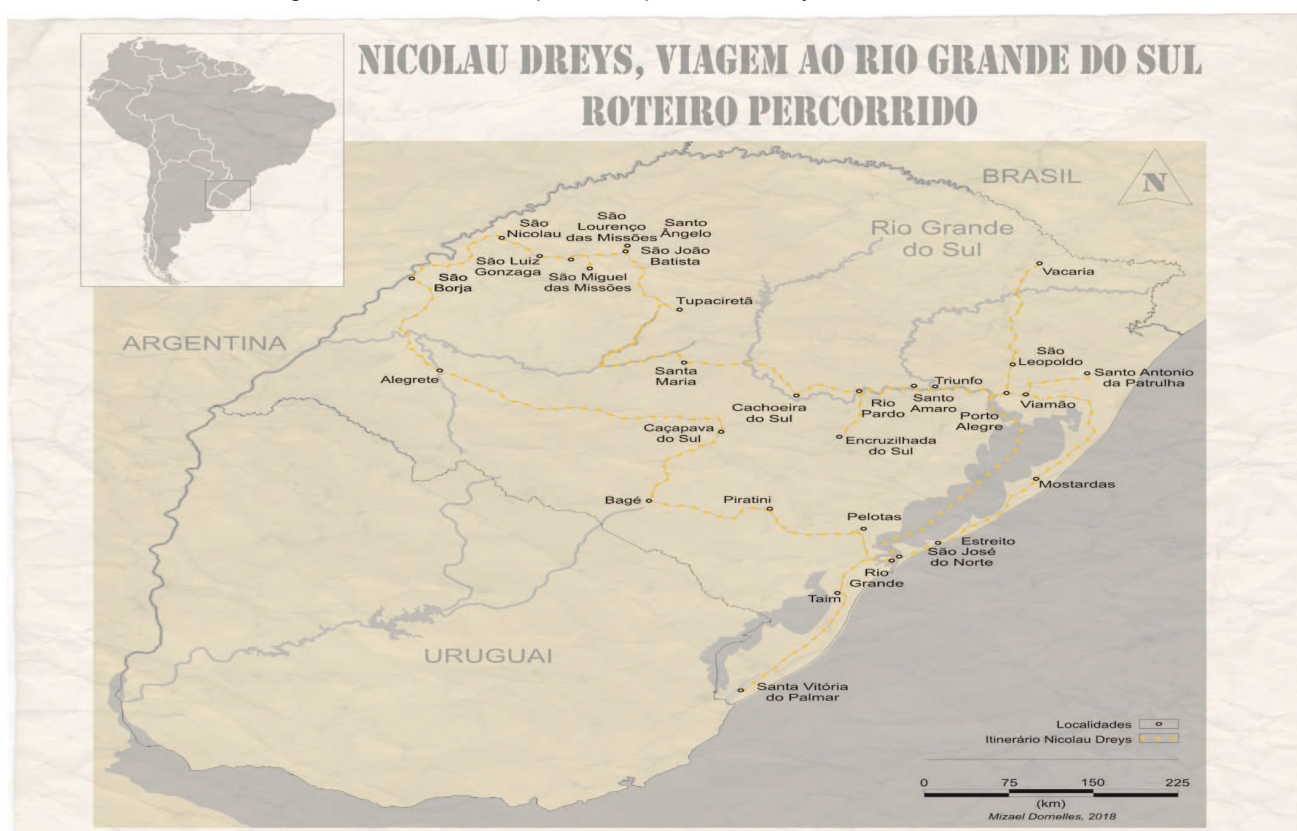 NICOLAU DREYS, VIAGEM AO RIO GRANDE DO SUL
ROTEIRO PERCORRIDO
BRASIL
N
Rio Grande
do Sul
São
Nicolau
São
Lourenço
das Missões
Santo
Ângelo
São João
Batista
São Luiz
Gonzaga
São Miguel
das Missões
São
Borja
Vacaria
Tupaciretã
ARGENTINA
Alegrete
Santa
Maria
São
Leopoldo
Santo Antonio
da Patrulha
Triunfo
Cachoeira
do Sul
Rio
Pardo
Santo
Amaro
Porto
Alegre
Viamão
Caçapava
do Sul
Encruzilhada
do Sul
Mostardas
Bagé
Piratini
Pelotas
Estreito
São José
do Norte
Rio
Grande
Taim
URUGUAI
Santa Vitória
do Palmar
Localidades
Itinerário Nicolau Dreys
0 75 150 225
(km)
Mizael Dornelles, 2018